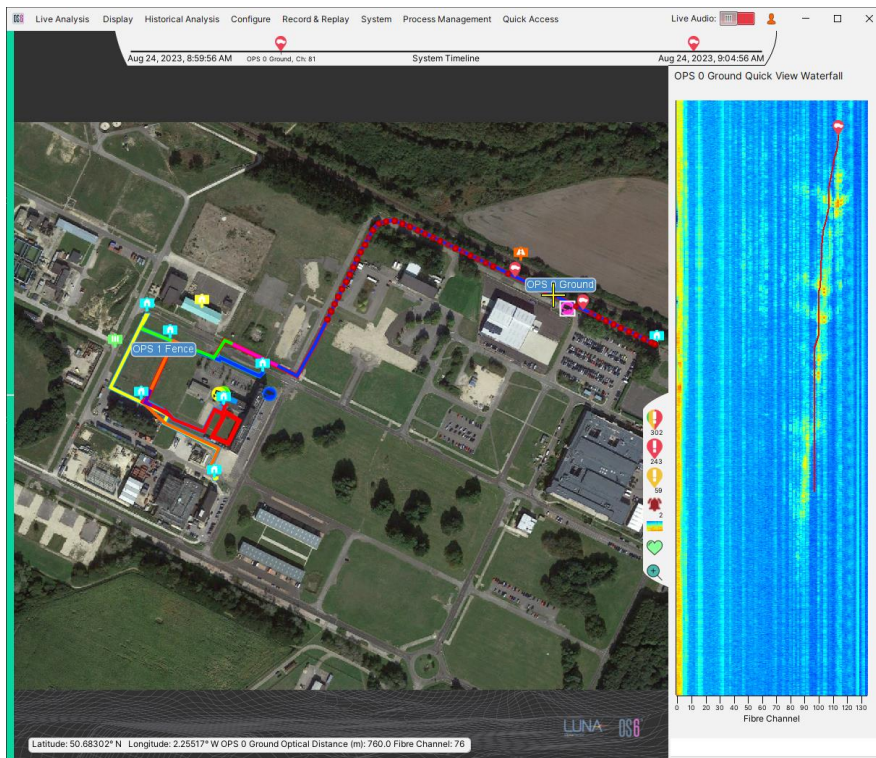 OS6 Live Analysis Display Historical Analysis Configure Record & Replay System Process Management Quick Access Live Audio:
Aug 24, 2023, 8:59:56 AM OPS 0 Ground, Ch: 81 System Timeline Aug 24, 2023, 9:04:56 AM
OPS 0 Ground Quick View Waterfall
Ground
OPS 1 Fence
302
243
59
2
0 10 20 30 40 50 60 70 80 90 100 110 120 130
Fibre Channel
LUNA OS6
Latitude: 50.68302° N Longitude: 2.25517° W OPS 0 Ground Optical Distance (m): 760.0 Fibre Channel: 76